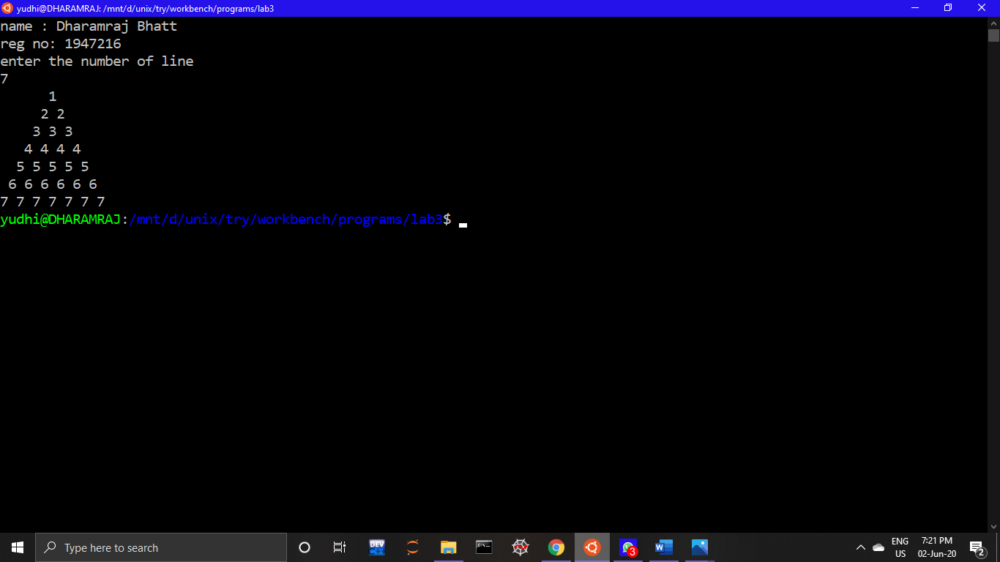 yudhi@DHARAMRAJ: /mnt/d/unix/try/workbench/programs/lab3
name : Dharamraj Bhatt
reg no: 1947216
enter the number of line
7
      1
     2 2
    3 3 3
   4 4 4 4
  5 5 5 5 5
 6 6 6 6 6 6
7 7 7 7 7 7 7
yudhi@DHARAMRAJ:/mnt/d/unix/try/workbench/programs/lab3$
Type here to search
DEV
C++
3
W
ENG
US
7:21 PM
02-Jun-20
2